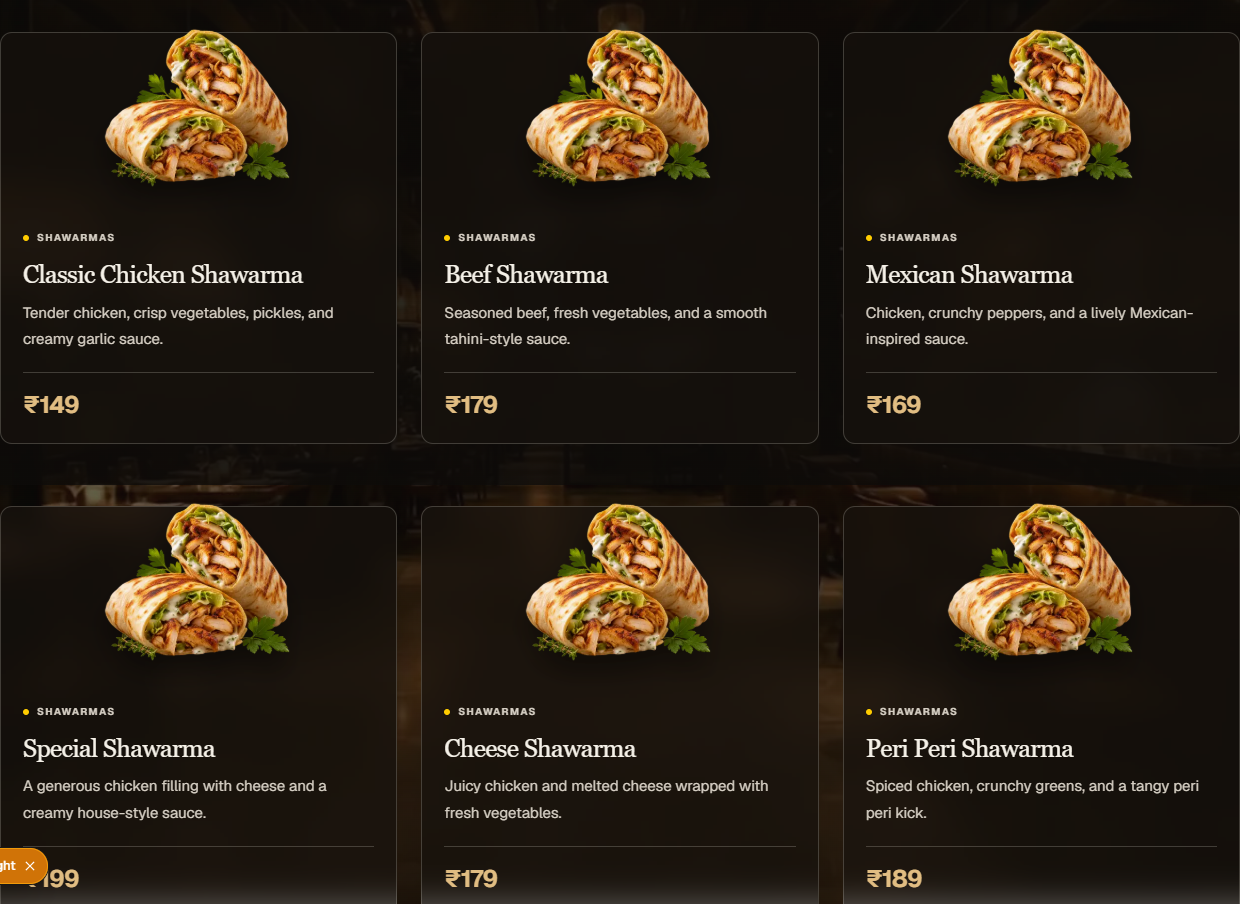 SHAWARMAS
Classic Chicken Shawarma
Tender chicken, crisp vegetables, pickles, and
creamy garlic sauce.
₹149
SHAWARMAS
Beef Shawarma
Seasoned beef, fresh vegetables, and a smooth
tahini-style sauce.
₹179
SHAWARMAS
Mexican Shawarma
Chicken, crunchy peppers, and a lively Mexican-
inspired sauce.
₹169
SHAWARMAS
Special Shawarma
A generous chicken filling with cheese and a
creamy house-style sauce.
₹199
SHAWARMAS
Cheese Shawarma
Juicy chicken and melted cheese wrapped with
fresh vegetables.
₹179
SHAWARMAS
Peri Peri Shawarma
Spiced chicken, crunchy greens, and a tangy peri
peri kick.
₹189